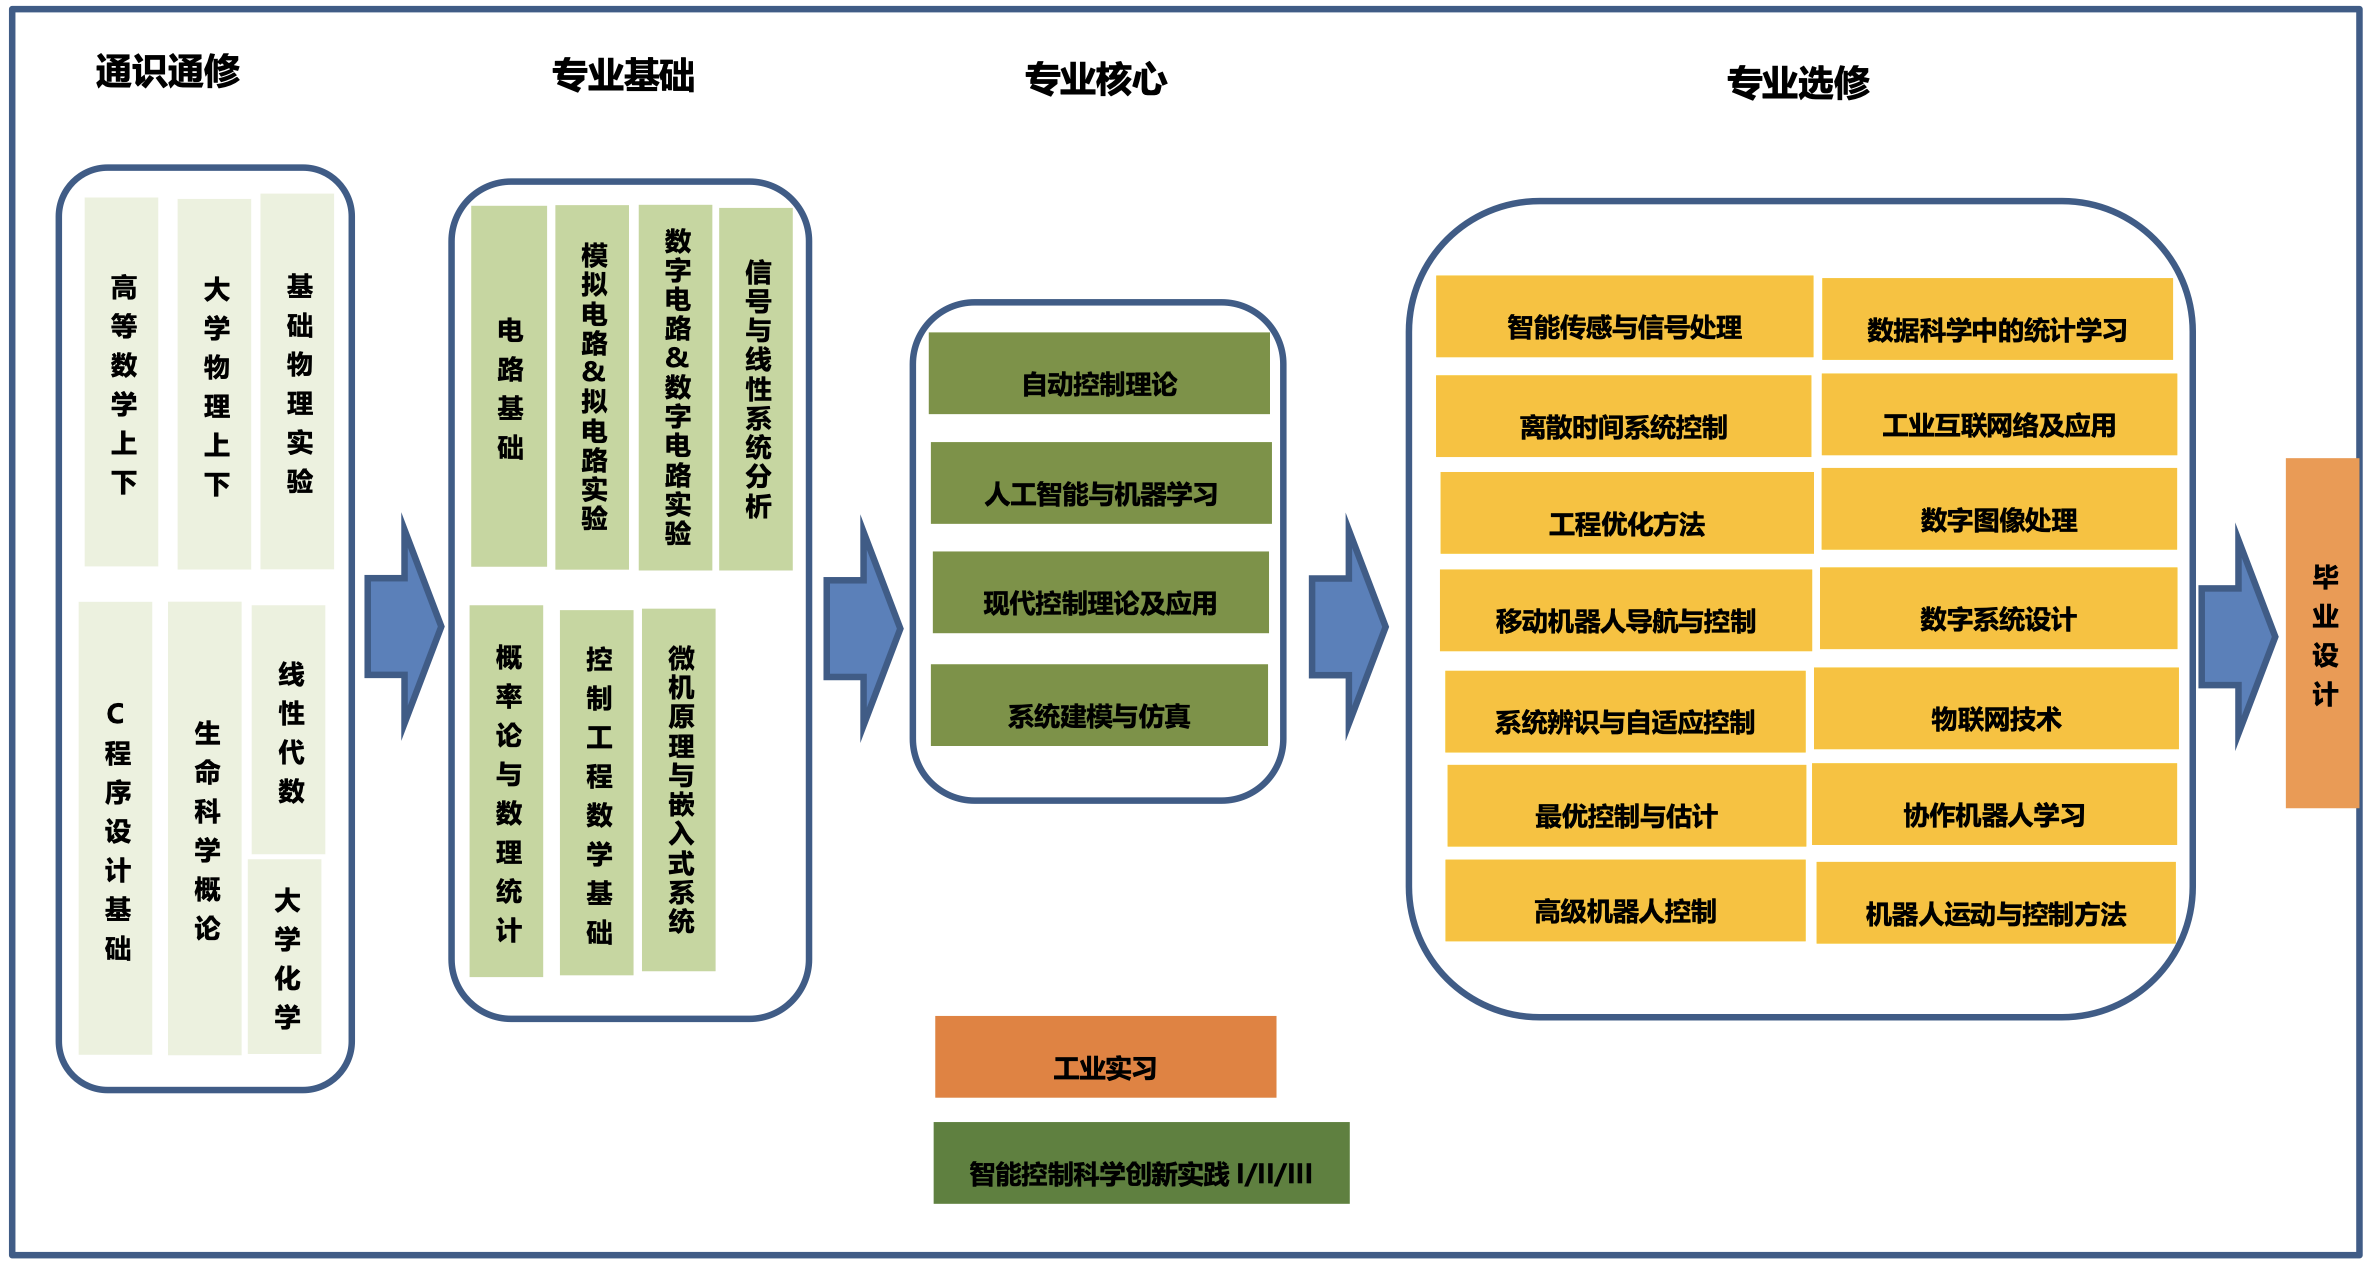 通识通修
专业基础
专业核心
专业选修
高等数学上下
大学物理上下
基础物理实验
C程序设计基础
生命科学概论
线性代数
大学化学
电路基础
模拟电路&拟电路实验
数字电路&数字电路实验
信号与线性系统分析
概率论与数理统计
控制工程数学基础
微机原理与嵌入式系统
自动控制理论
人工智能与机器学习
现代控制理论及应用
系统建模与仿真
工业实习
智能控制科学创新实践 I/II/III
智能传感与信号处理
数据科学中的统计学习
离散时间系统控制
工业互联网络及应用
工程优化方法
数字图像处理
移动机器人导航与控制
数字系统设计
系统辨识与自适应控制
物联网技术
最优控制与估计
协作机器人学习
高级机器人控制
机器人运动与控制方法
毕业设计